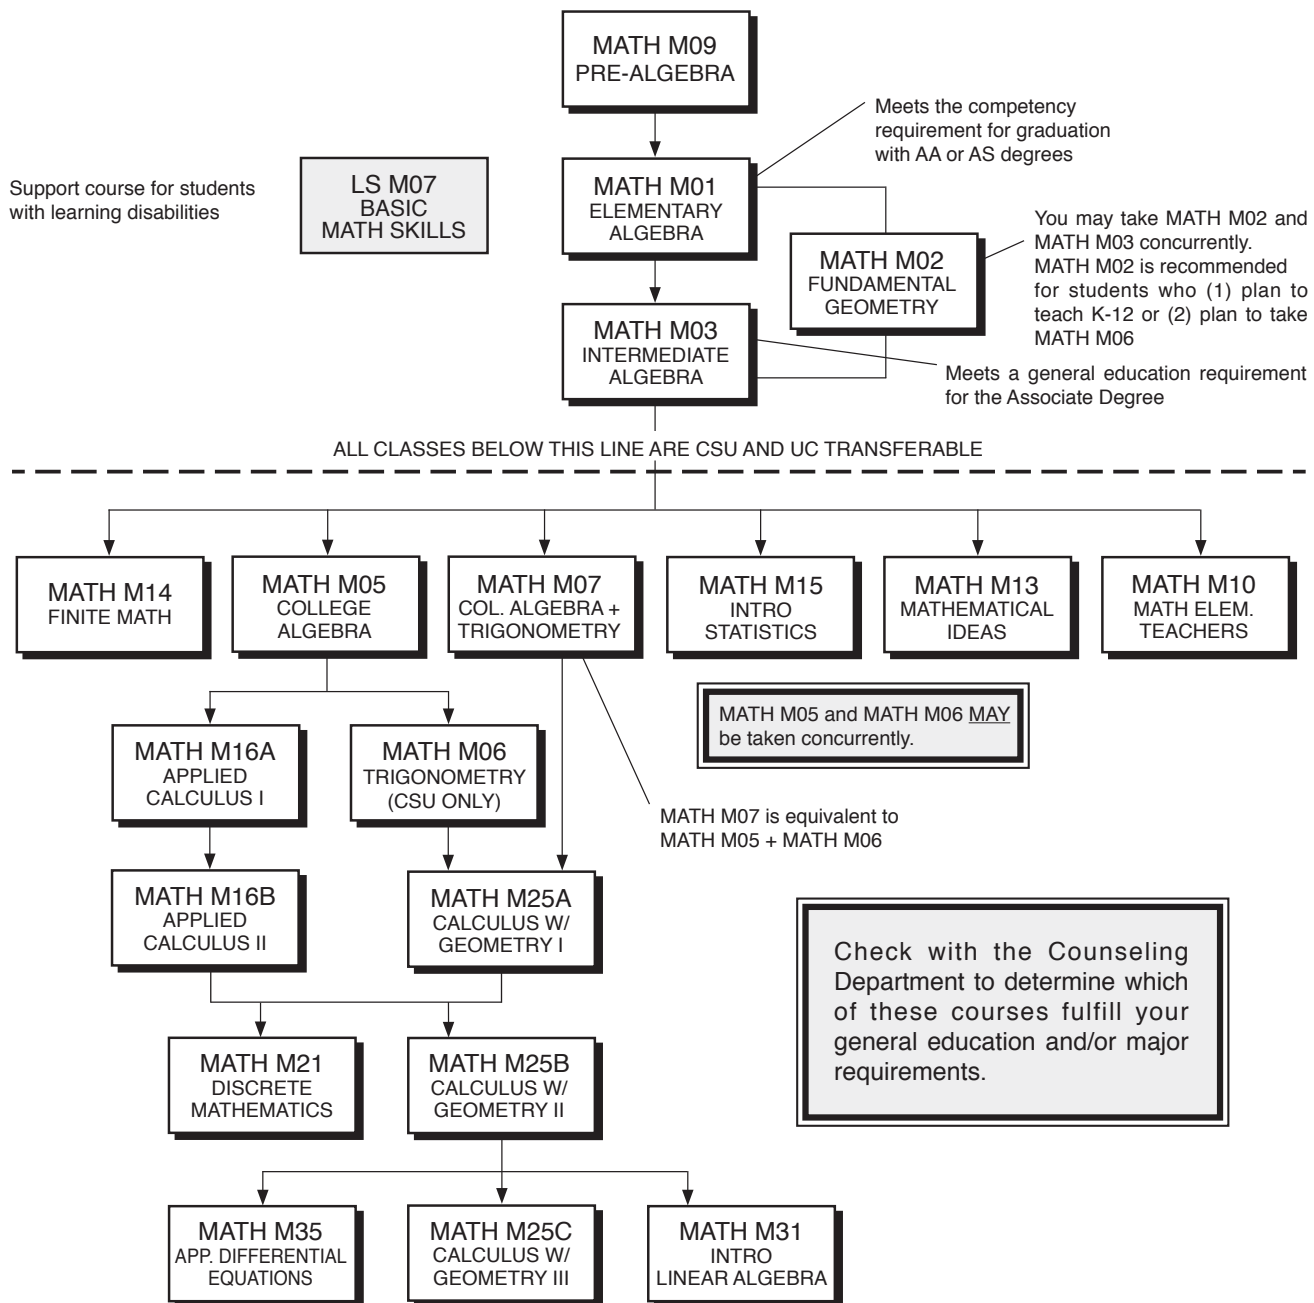 MATH M09
PRE-ALGEBRA
Meets the competency
requirement for graduation
with AA or AS degrees
Support course for students
with learning disabilities
LS M07
BASIC
MATH SKILLS
MATH M01
ELEMENTARY
ALGEBRA
MATH M02
FUNDAMENTAL
GEOMETRY
You may take MATH M02 and
MATH M03 concurrently.
MATH M02 is recommended
for students who (1) plan to
teach K-12 or (2) plan to take
MATH M06
MATH M03
INTERMEDIATE
ALGEBRA
Meets a general education requirement
for the Associate Degree
ALL CLASSES BELOW THIS LINE ARE CSU AND UC TRANSFERABLE
MATH M14
FINITE MATH
MATH M05
COLLEGE
ALGEBRA
MATH M07
COL. ALGEBRA +
TRIGONOMETRY
MATH M15
INTRO
STATISTICS
MATH M13
MATHEMATICAL
IDEAS
MATH M10
MATH ELEM.
TEACHERS
MATH M05 and MATH M06 MAY
be taken concurrently.
MATH M16A
APPLIED
CALCULUS I
MATH M06
TRIGONOMETRY
(CSU ONLY)
MATH M07 is equivalent to
MATH M05 + MATH M06
MATH M16B
APPLIED
CALCULUS II
MATH M25A
CALCULUS W/
GEOMETRY I
Check with the Counseling
Department to determine which
of these courses fulfill your
general education and/or major
requirements.
MATH M21
DISCRETE
MATHEMATICS
MATH M25B
CALCULUS W/
GEOMETRY II
MATH M35
APP. DIFFERENTIAL
EQUATIONS
MATH M25C
CALCULUS W/
GEOMETRY III
MATH M31
INTRO
LINEAR ALGEBRA